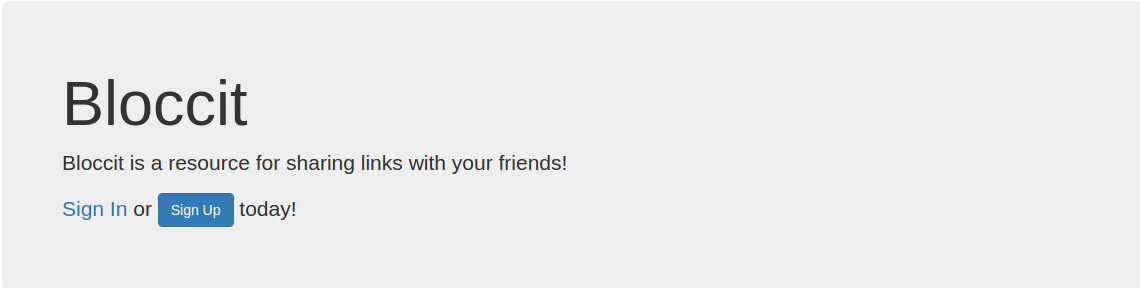 Bloccit
Bloccit is a resource for sharing links with your friends!
Sign In or Sign Up today!